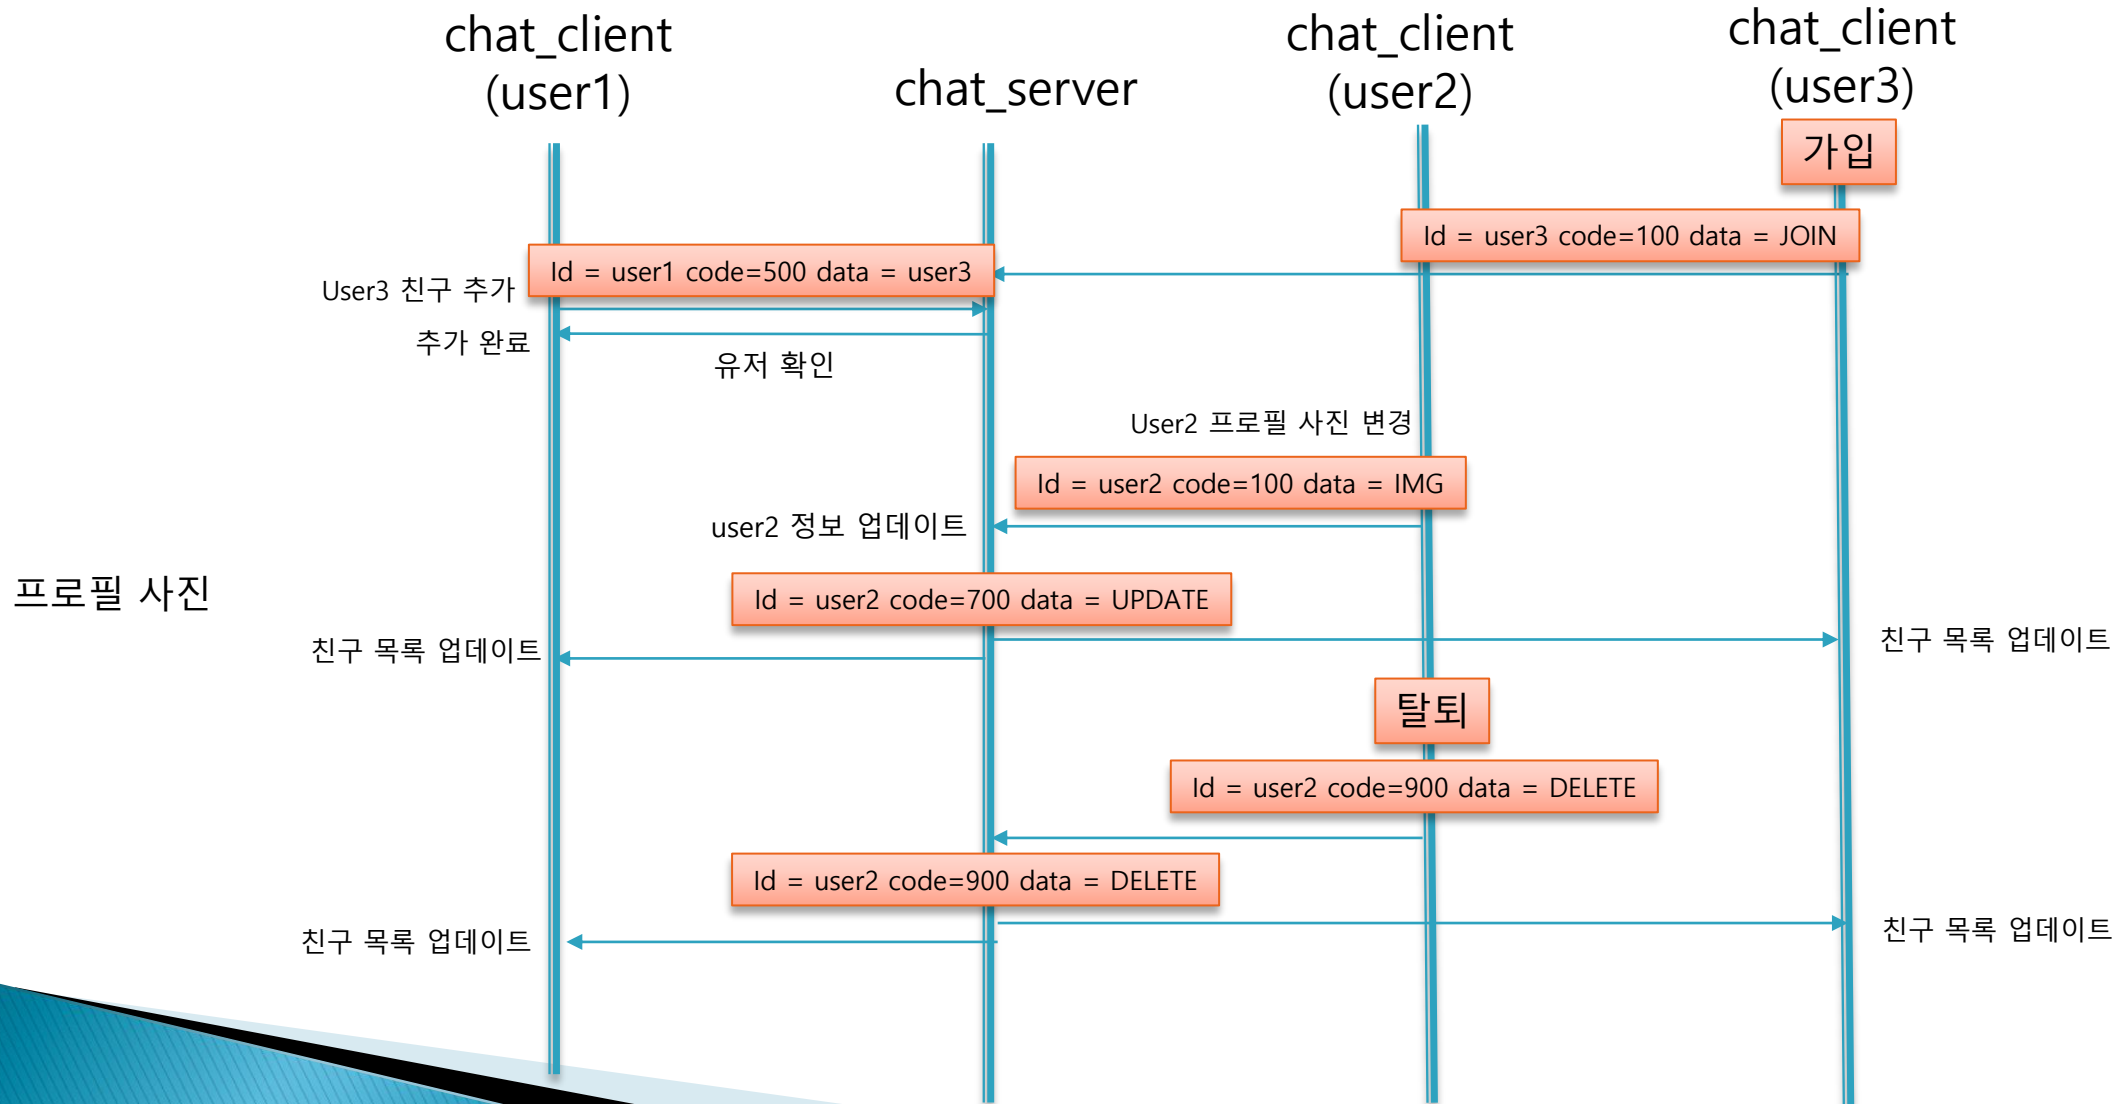 chat_client
(user1)
chat_server
chat_client
(user2)
chat_client
(user3)
가입
Id = user3 code=100 data = JOIN
Id = user1 code=500 data = user3
User3 친구 추가
추가 완료
유저 확인
User2 프로필 사진 변경
Id = user2 code=100 data = IMG
user2 정보 업데이트
프로필 사진
Id = user2 code=700 data = UPDATE
친구 목록 업데이트
친구 목록 업데이트
탈퇴
Id = user2 code=900 data = DELETE
Id = user2 code=900 data = DELETE
친구 목록 업데이트
친구 목록 업데이트